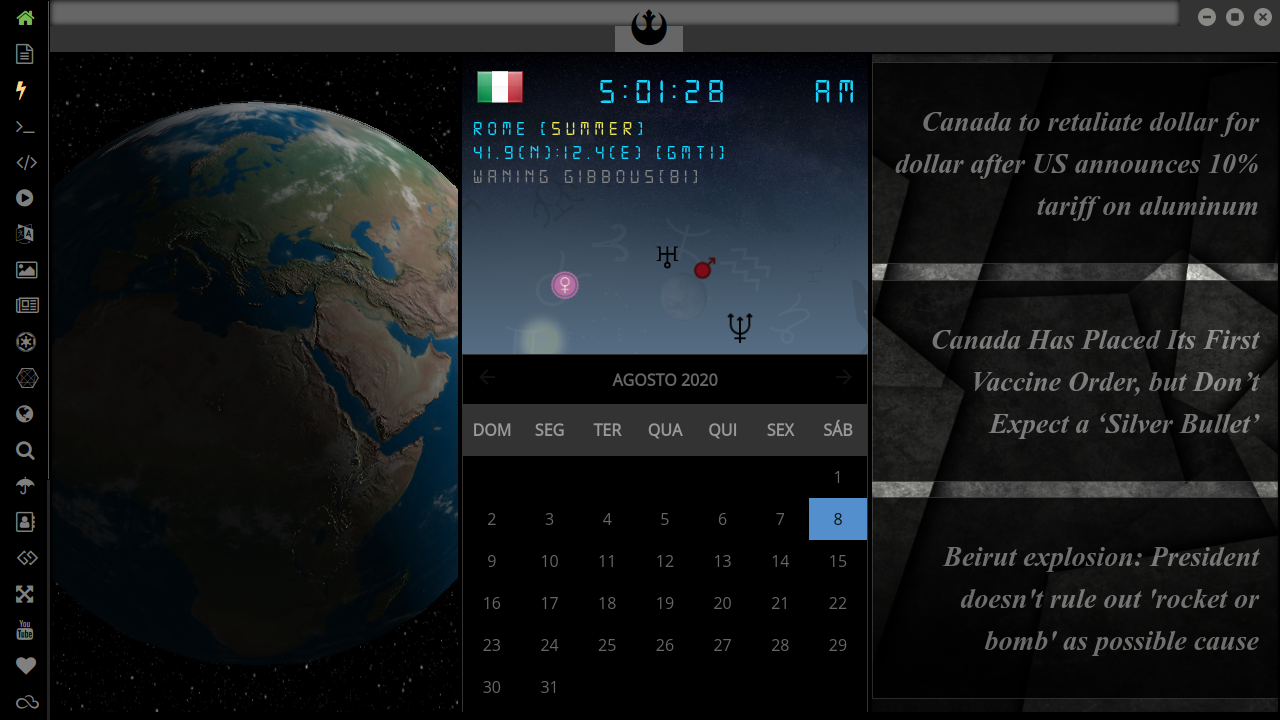 5:01:28 AM
ROME (SUMMER)
41.9(N):12.4(E) (GMT1)
WANING GIBBOUS(81)
AGOSTO 2020
DOM SEG TER QUA QUI SEX SÁB
1
2 3 4 5 6 7 8
9 10 11 12 13 14 15
16 17 18 19 20 21 22
23 24 25 26 27 28 29
30 31
Canada to retaliate dollar for
dollar after US announces 10%
tariff on aluminum
Canada Has Placed Its First
Vaccine Order, but Don’t
Expect a ‘Silver Bullet’
Beirut explosion: President
doesn't rule out 'rocket or
bomb' as possible cause
You
Tube